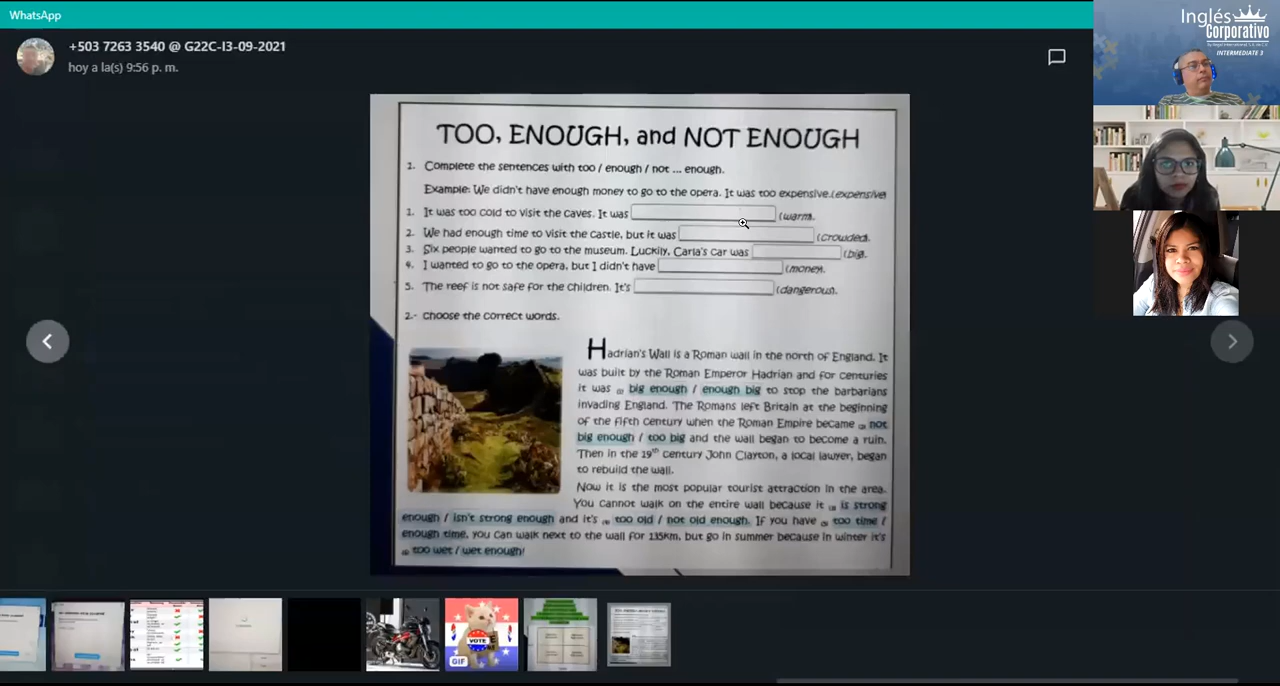 WhatsApp
+503 7263 3540 @ G22C-I3-09-2021
hoy a la(s) 9:56 p. m.
Inglés
Corporativo
INTERMEDIATE 3
TOO, ENOUGH, and NOT ENOUGH
1. Complete the sentences with too / enough / not ... enough.
Example: We didn't have enough money to go to the opera. It was too expensive.(expensive)
1. It was too cold to visit the caves. It was (warm).
2. We had enough time to visit the castle, but it was (crowded).
3. Six people wanted to go to the museum. Luckily, Carla's car was (big).
4. I wanted to go to the opera, but I didn't have (money).
5. The reef is not safe for the children. It's (dangerous).
2.- Choose the correct words.
Hadrian's Wall is a Roman wall in the north of England. It
was built by the Roman Emperor Hadrian and for centuries
it was big enough / enough big to stop the barbarians
invading England. The Romans left Britain at the beginning
of the fifth century when the Roman Empire became not
big enough / too big and the wall began to become a ruin.
Then in the 19th century John Clayton, a local lawyer, began
to rebuild the wall.
Now it is the most popular tourist attraction in the area.
You cannot walk on the entire wall because it is strong
enough / isn't strong enough and it's too old / not old enough. If you have too time /
enough time, you can walk next to the wall for 135km, but go in summer because in winter it's
too wet / wet enough!
VOTE
GIF